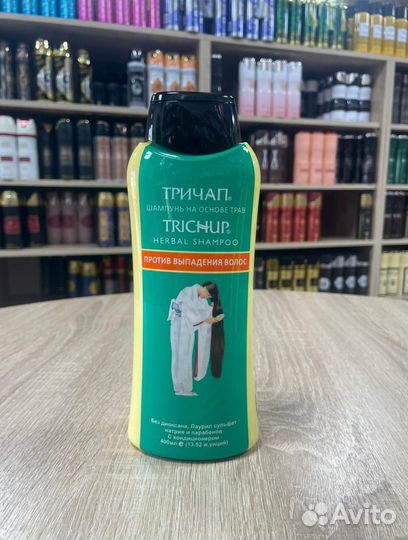 ТРИЧАП®
ШАМПУНЬ НА ОСНОВЕ ТРАВ
TRICHUP®
HERBAL SHAMPOO
ПРОТИВ ВЫПАДЕНИЯ ВОЛОС
Без диоксана, Лаурил сульфат
натрия и парабенов
С кондиционером
400мл ℮ (13.52 ж.унций)
Avito